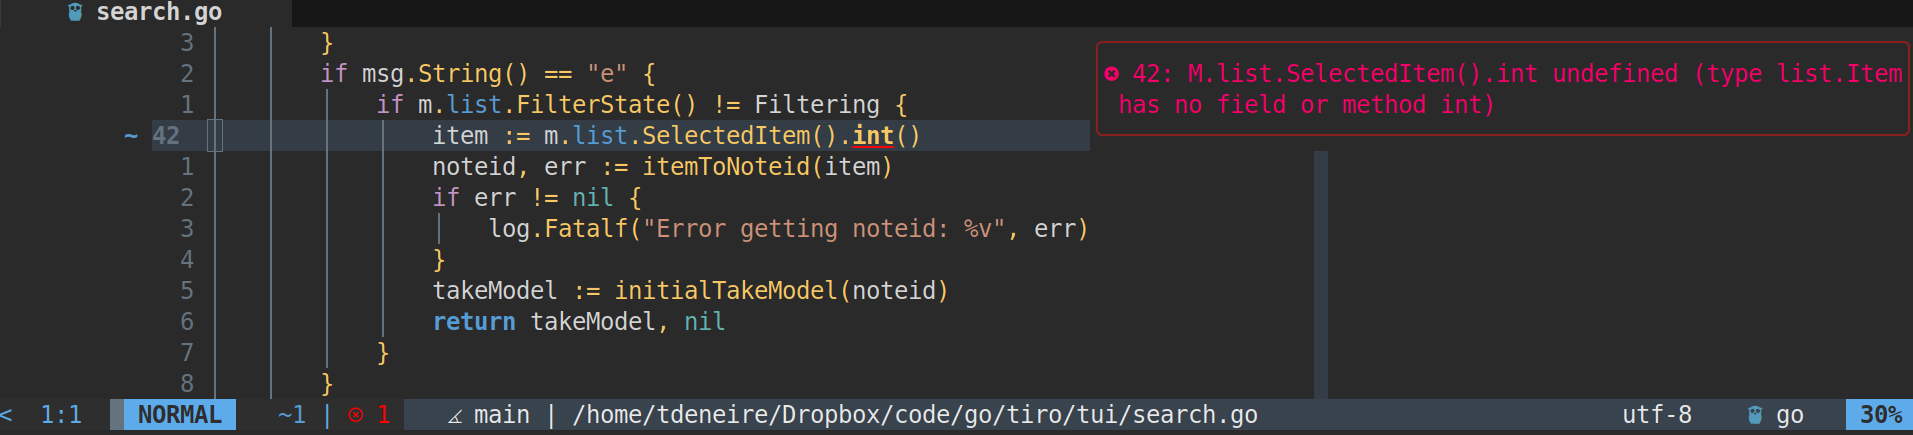 search.go
3 }
2 if msg.String() == "e" {
1 if m.list.FilterState() != Filtering {
~ 42 item := m.list.SelectedItem().int()
1 noteid, err := itemToNoteid(item)
2 if err != nil {
3 log.Fatalf("Error getting noteid: %v", err)
4 }
5 takeModel := initialTakeModel(noteid)
6 return takeModel, nil
7 }
8 }
42: M.list.SelectedItem().int undefined (type list.Item
has no field or method int)
< 1:1 NORMAL ~1 | 1 main | /home/tdeneire/Dropbox/code/go/tiro/tui/search.go utf-8 go 30%